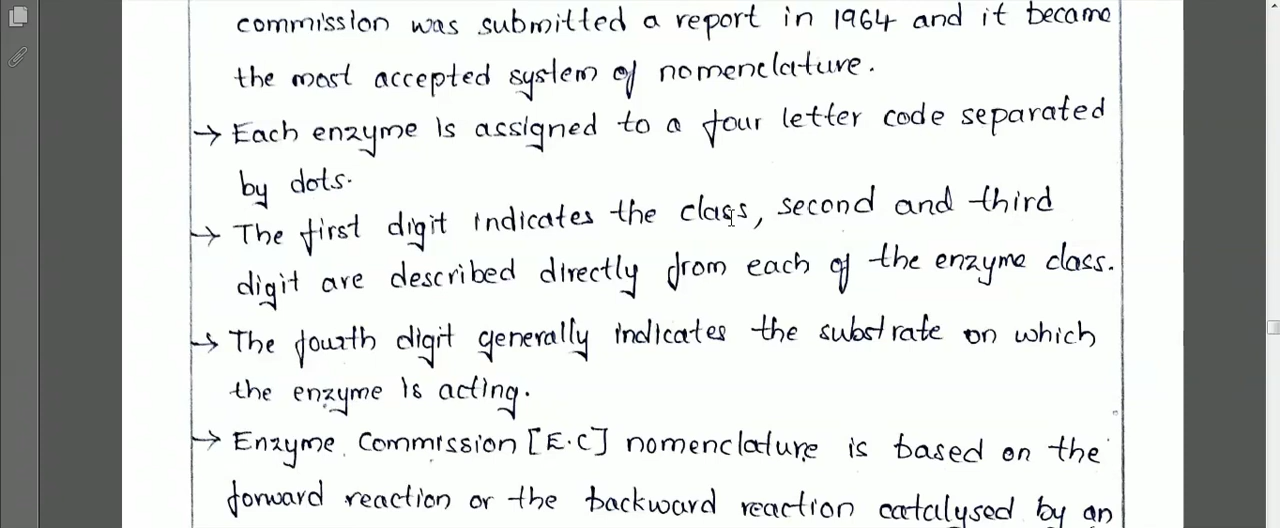 commission was submitted a report in 1964 and it became
the most accepted system of nomenclature.
→ Each enzyme is assigned to a four letter code separated
by dots.
→ The first digit indicates the class, second and third
digit are described directly from each of the enzyme class.
→ The fourth digit generally indicates the substrate on which
the enzyme is acting.
→ Enzyme Commission [E.C] nomenclature is based on the
forward reaction or the backward reaction catalysed by an